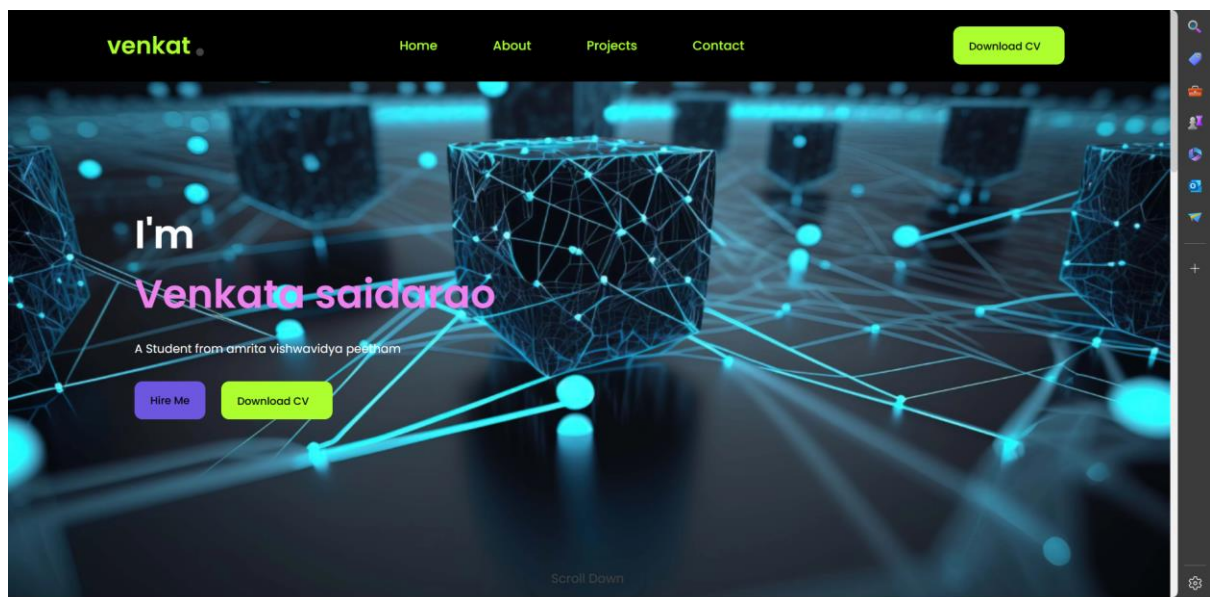 venkat.
Home About Projects Contact Download CV
I'm
Venkata saidarao
A Student from amrita vishwavidya peetham
Hire Me Download CV
Scroll Down